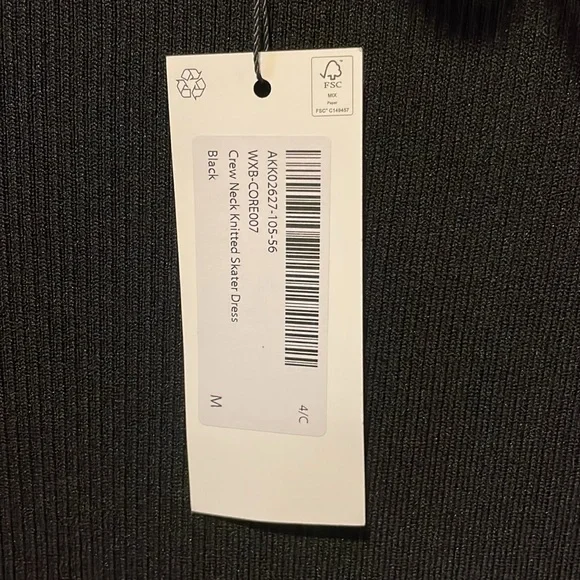 FSC
MIX
Paper
FSC® C149457
4/C
AKK02627-105-56
WXB-CORE007
Crew Neck Knitted Skater Dress
Black
M